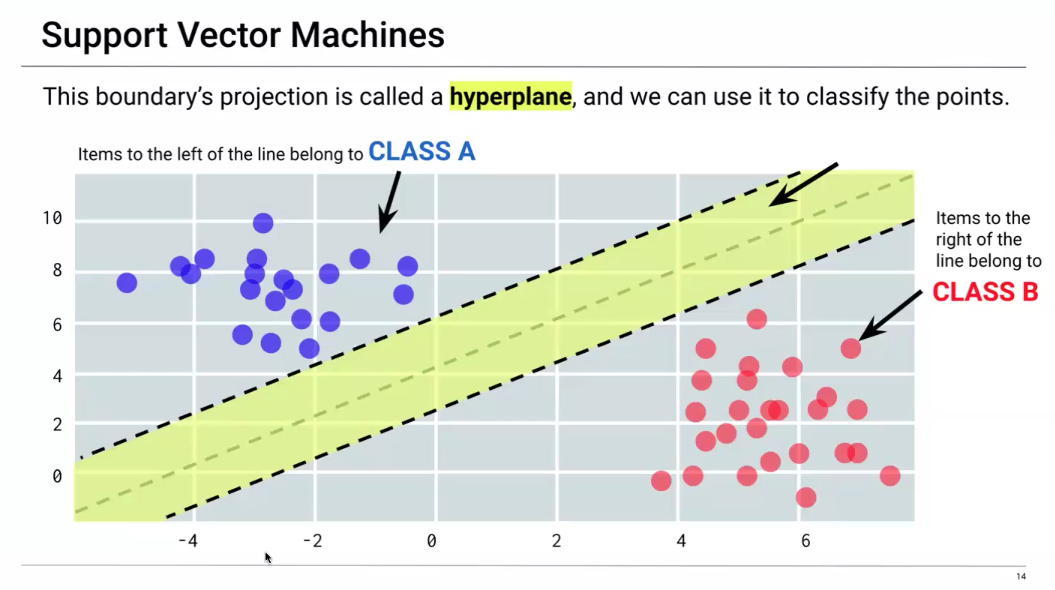 Support Vector Machines
This boundary's projection is called a hyperplane, and we can use it to classify the points.
Items to the left of the line belong to CLASS A
10
8
6
4
2
0
-4 -2 0 2 4 6
Items to the
right of the
line belong to
CLASS B
14